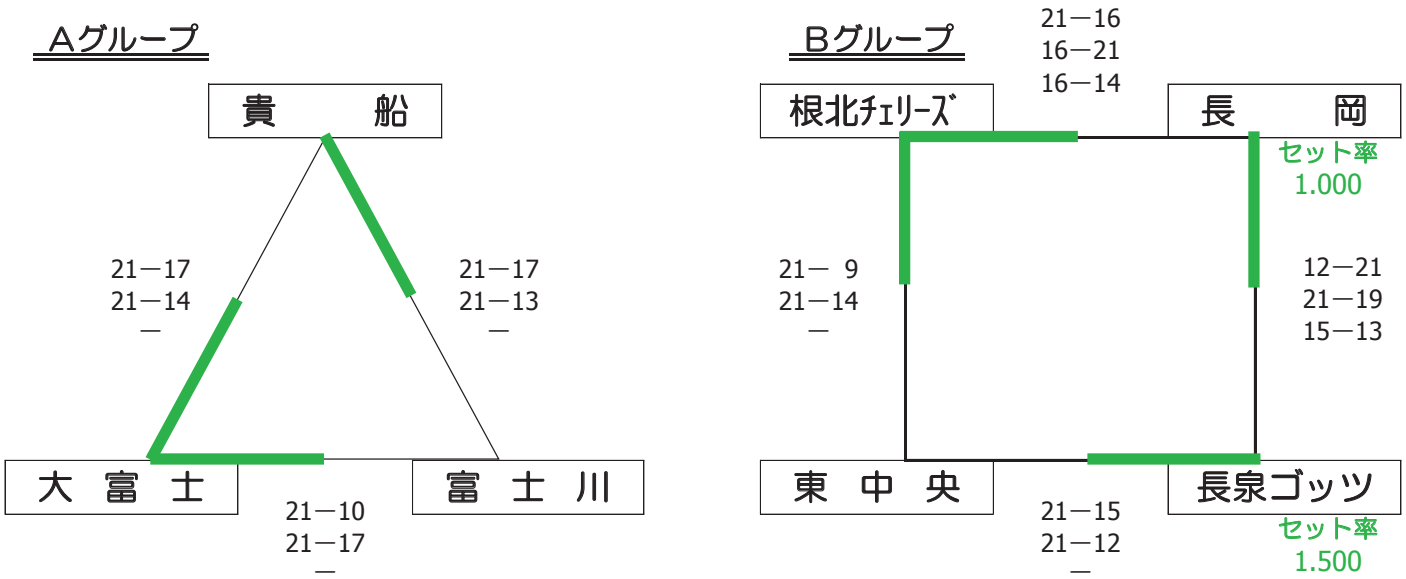 Aグループ
貴 船
21－17
21－14
－
21－17
21－13
－
大 富 士
富 士 川
21－10
21－17
－
Bグループ
21－16
16－21
16－14
根北チェリーズ
長 岡
セット率
1.000
21－ 9
21－14
－
12－21
21－19
15－13
東 中 央
長泉ゴッツ
21－15
21－12
－
セット率
1.500